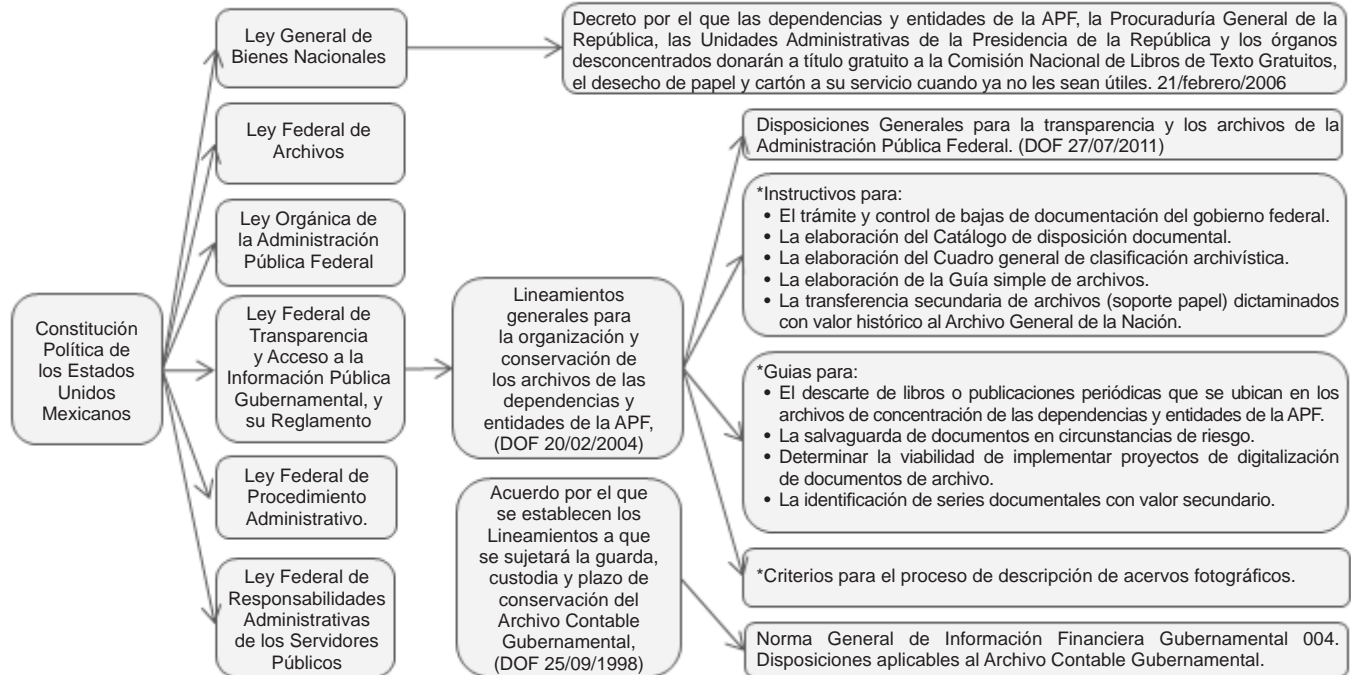 Constitución
Política de
los Estados
Unidos
Mexicanos
Ley General de
Bienes Nacionales
Ley Federal de
Archivos
Ley Orgánica de
la Administración
Pública Federal
Ley Federal de
Transparencia
y Acceso a la
Información Pública
Gubernamental, y
su Reglamento
Ley Federal de
Procedimiento
Administrativo.
Ley Federal de
Responsabilidades
Administrativas
de los Servidores
Públicos
Lineamientos
generales para
la organización y
conservación de
los archivos de las
dependencias y
entidades de la APF,
(DOF 20/02/2004)
Acuerdo por el que
se establecen los
Lineamientos a que
se sujetará la guarda,
custodia y plazo de
conservación del
Archivo Contable
Gubernamental,
(DOF 25/09/1998)
Decreto por el que las dependencias y entidades de la APF, la Procuraduría General de la
República, las Unidades Administrativas de la Presidencia de la República y los órganos
desconcentrados donarán a título gratuito a la Comisión Nacional de Libros de Texto Gratuitos,
el desecho de papel y cartón a su servicio cuando ya no les sean útiles. 21/febrero/2006
Disposiciones Generales para la transparencia y los archivos de la
Administración Pública Federal. (DOF 27/07/2011)
*Instructivos para:
• El trámite y control de bajas de documentación del gobierno federal.
• La elaboración del Catálogo de disposición documental.
• La elaboración del Cuadro general de clasificación archivística.
• La elaboración de la Guía simple de archivos.
• La transferencia secundaria de archivos (soporte papel) dictaminados
con valor histórico al Archivo General de la Nación.
*Guias para:
• El descarte de libros o publicaciones periódicas que se ubican en los
archivos de concentración de las dependencias y entidades de la APF.
• La salvaguarda de documentos en circunstancias de riesgo.
• Determinar la viabilidad de implementar proyectos de digitalización
de documentos de archivo.
• La identificación de series documentales con valor secundario.
*Criterios para el proceso de descripción de acervos fotográficos.
Norma General de Información Financiera Gubernamental 004.
Disposiciones aplicables al Archivo Contable Gubernamental.